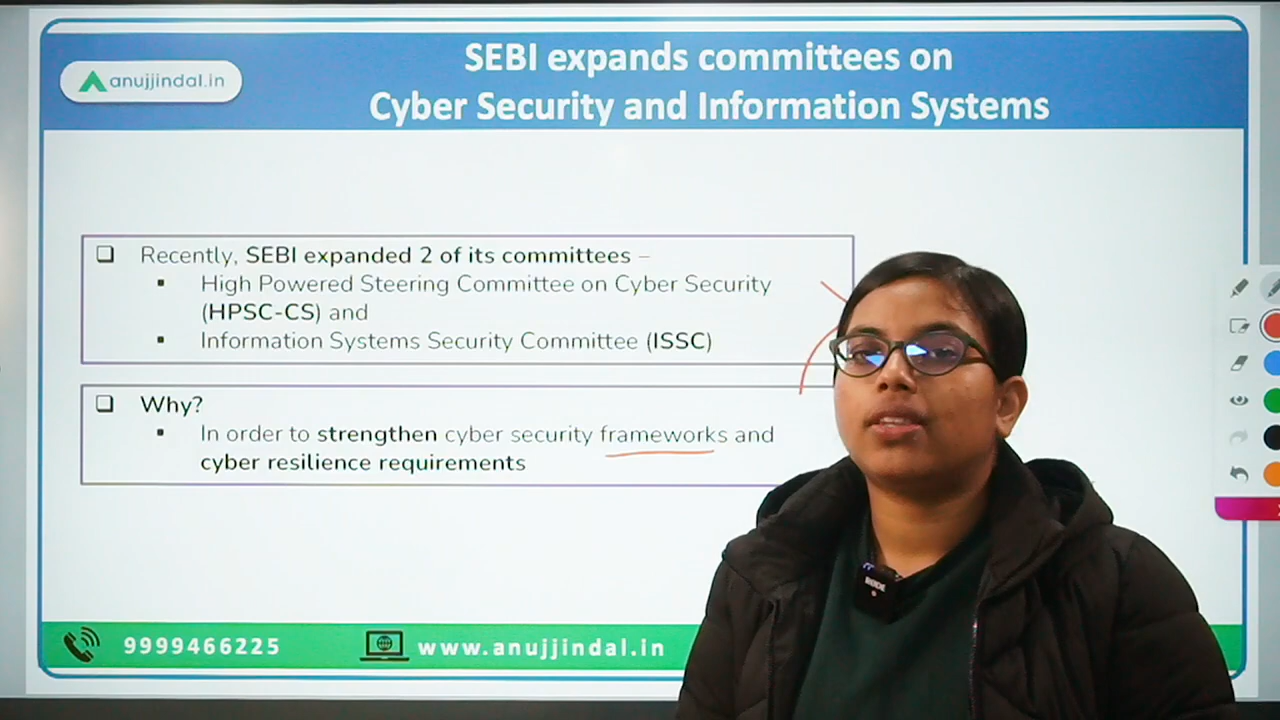 SEBI expands committees on
anujjindal.in
Cyber Security and Information Systems
❑ Recently, SEBI expanded 2 of its committees –
▪ High Powered Steering Committee on Cyber Security
(HPSC-CS) and
▪ Information Systems Security Committee (ISSC)
❑ Why?
▪ In order to strengthen cyber security frameworks and
cyber resilience requirements
9999466225
www.anujjindal.in